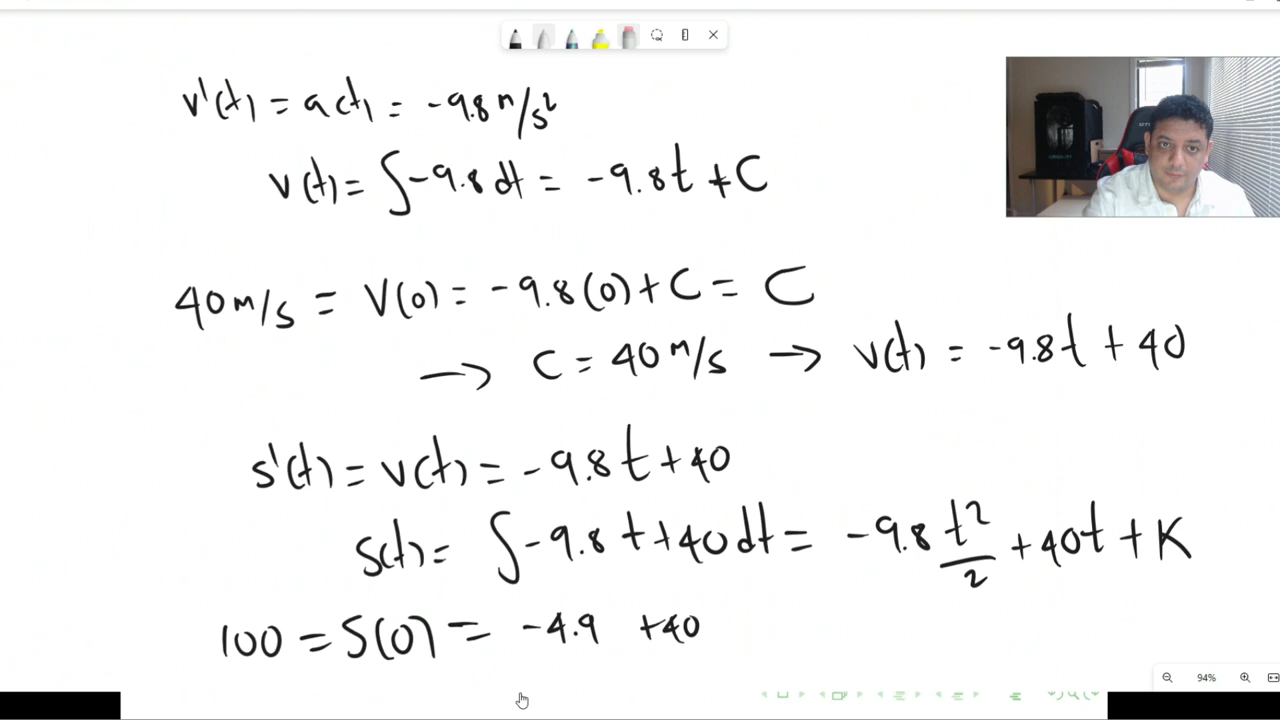 v'(t) = a(t) = -9.8 m/s²
v(t) = ∫-9.8 dt = -9.8t + C
40 m/s = V(0) = -9.8(0) + C = C
→ C = 40 m/s → v(t) = -9.8t + 40
s'(t) = v(t) = -9.8t + 40
s(t) = ∫-9.8t + 40 dt = -9.8 t²/2 + 40t + K
100 = S(0) = -4.9 +40
94%